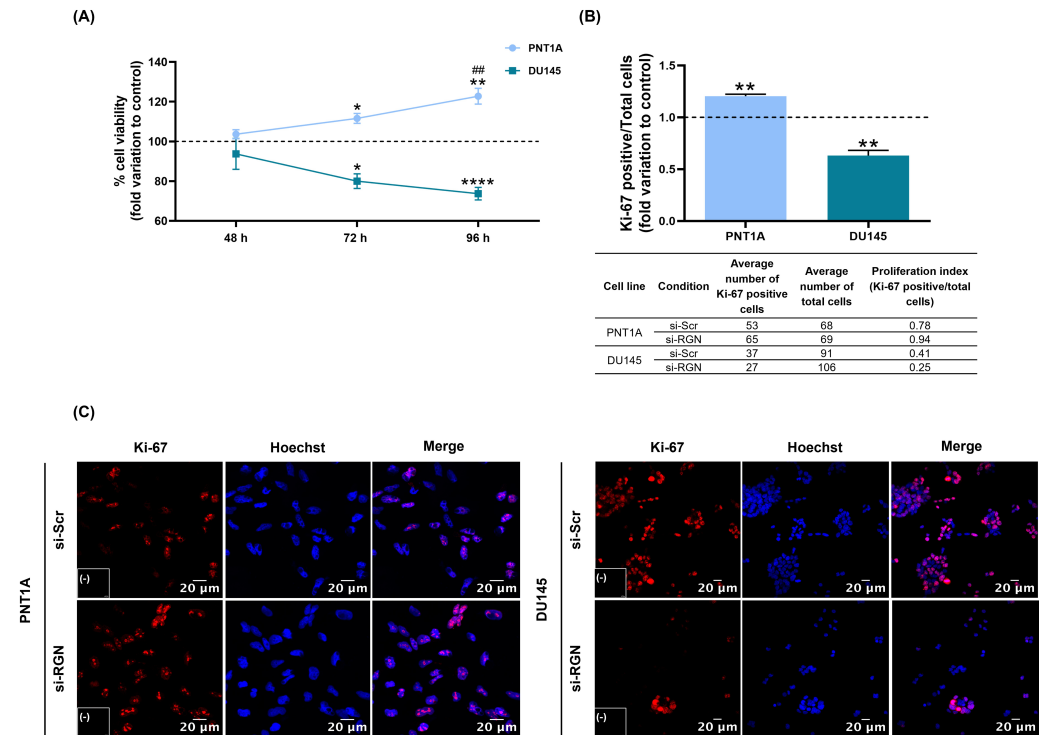 (A)
% cell viability
(fold variation to control)
140
120
100
80
60
48 h
72 h
96 h
*
##
**
*
****
PNT1A
DU145
(B)
Ki-67 positive/Total cells
(fold variation to control)
1.5
1.0
0.5
0.0
**
**
PNT1A
DU145
Cell line
Condition
Average
number of
Ki-67 positive
cells
Average
number of
total cells
Proliferation index
(Ki-67 positive/total
cells)
PNT1A
si-Scr 53 68 0.78
si-RGN 65 69 0.94
DU145
si-Scr 37 91 0.41
si-RGN 27 106 0.25
(C)
Ki-67 Hoechst Merge
PNT1A
si-Scr
(-)
20 µm
20 µm
20 µm
si-RGN
(-)
20 µm
20 µm
20 µm
Ki-67 Hoechst Merge
DU145
si-Scr
(-)
20 µm
20 µm
20 µm
si-RGN
(-)
20 µm
20 µm
20 µm